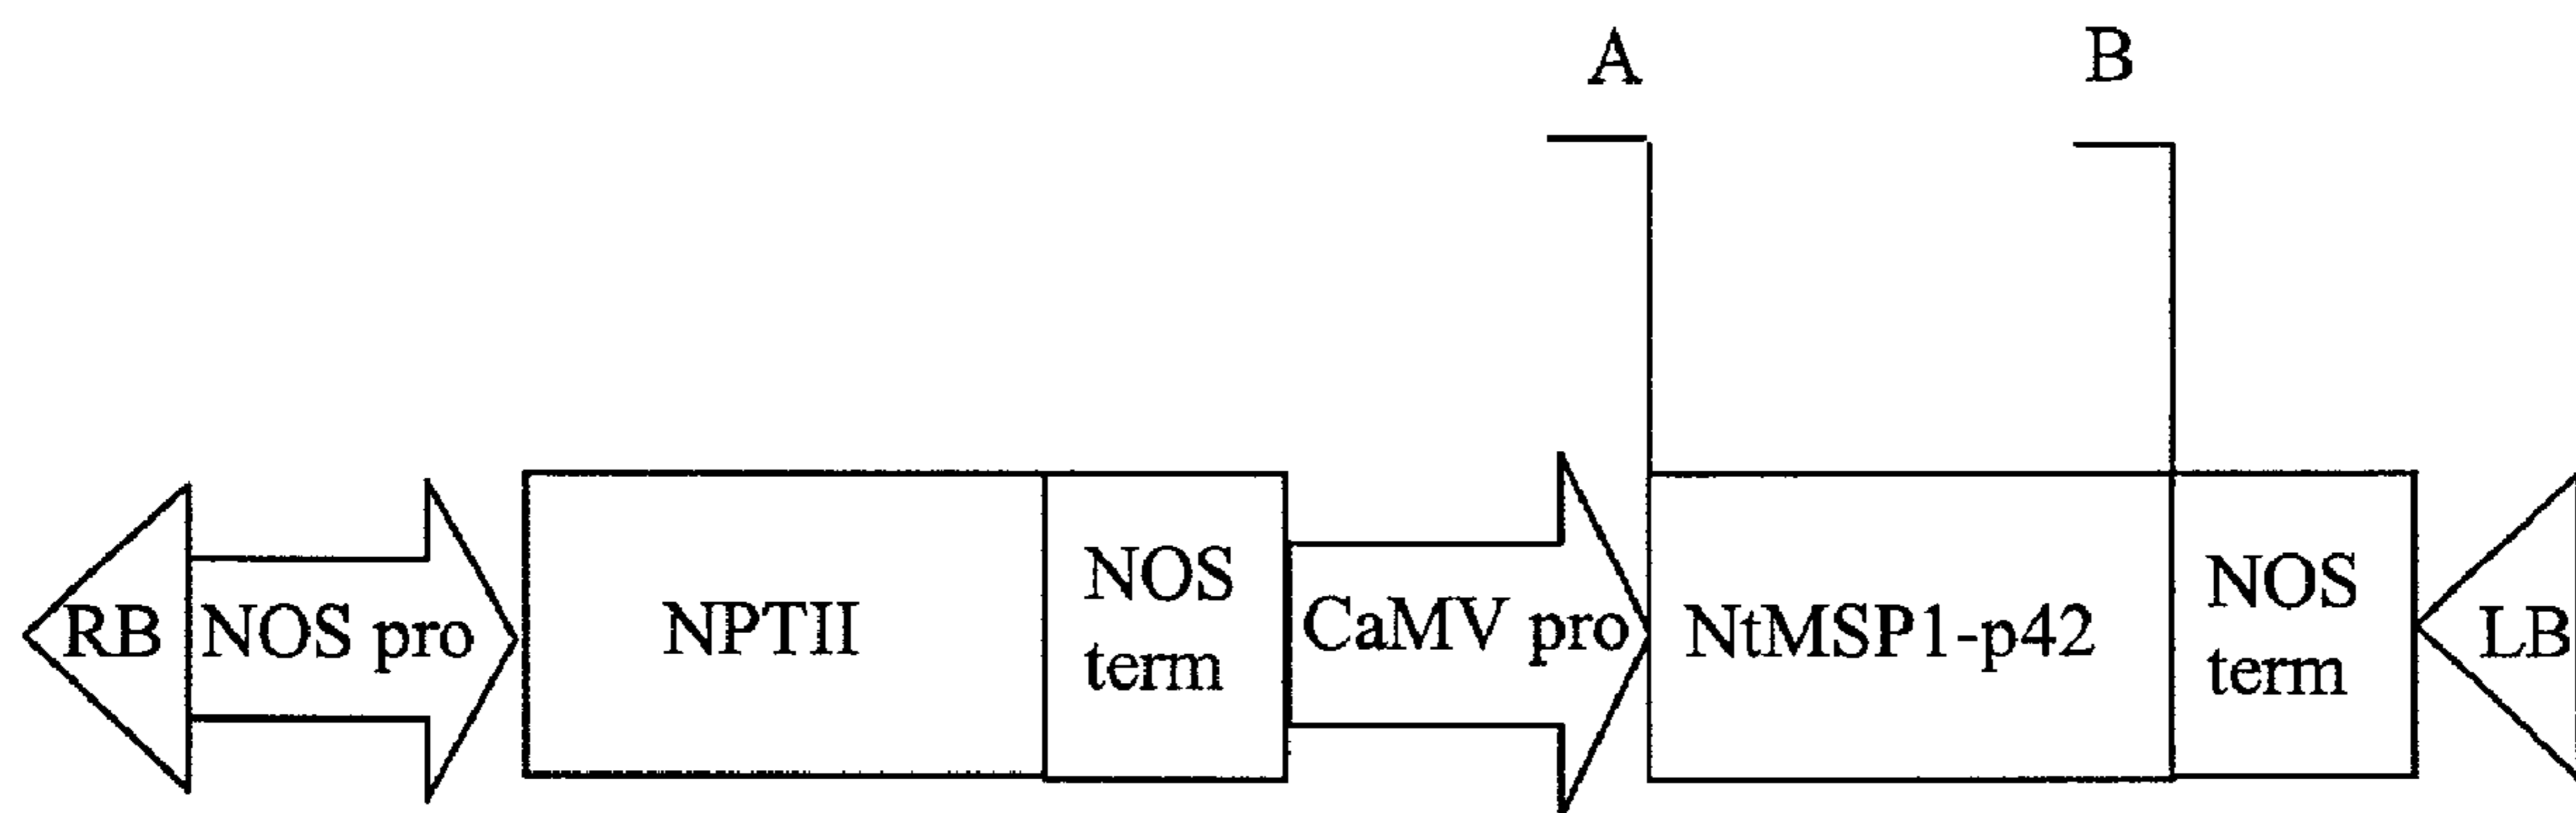 A
B
RB
NOS pro
NPTII
NOS
term
CaMV pro
NtMSP1-p42
NOS
term
LB